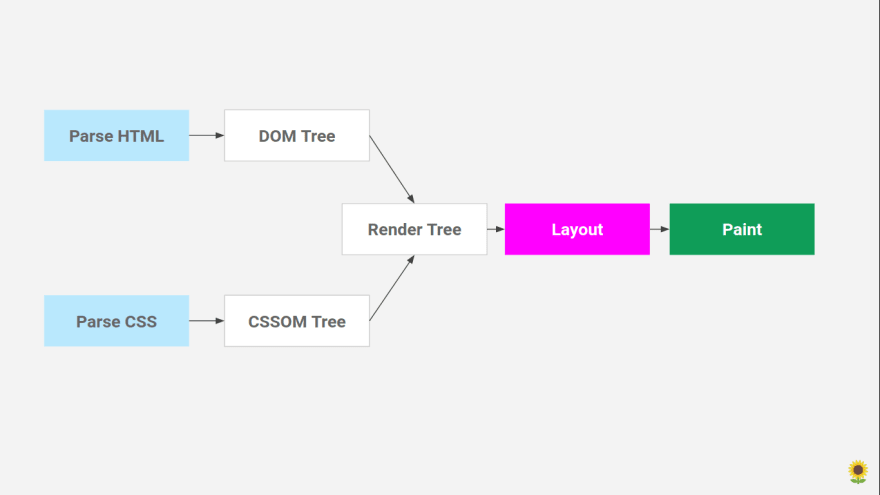 Parse HTML
DOM Tree
Render Tree
Layout
Paint
Parse CSS
CSSOM Tree